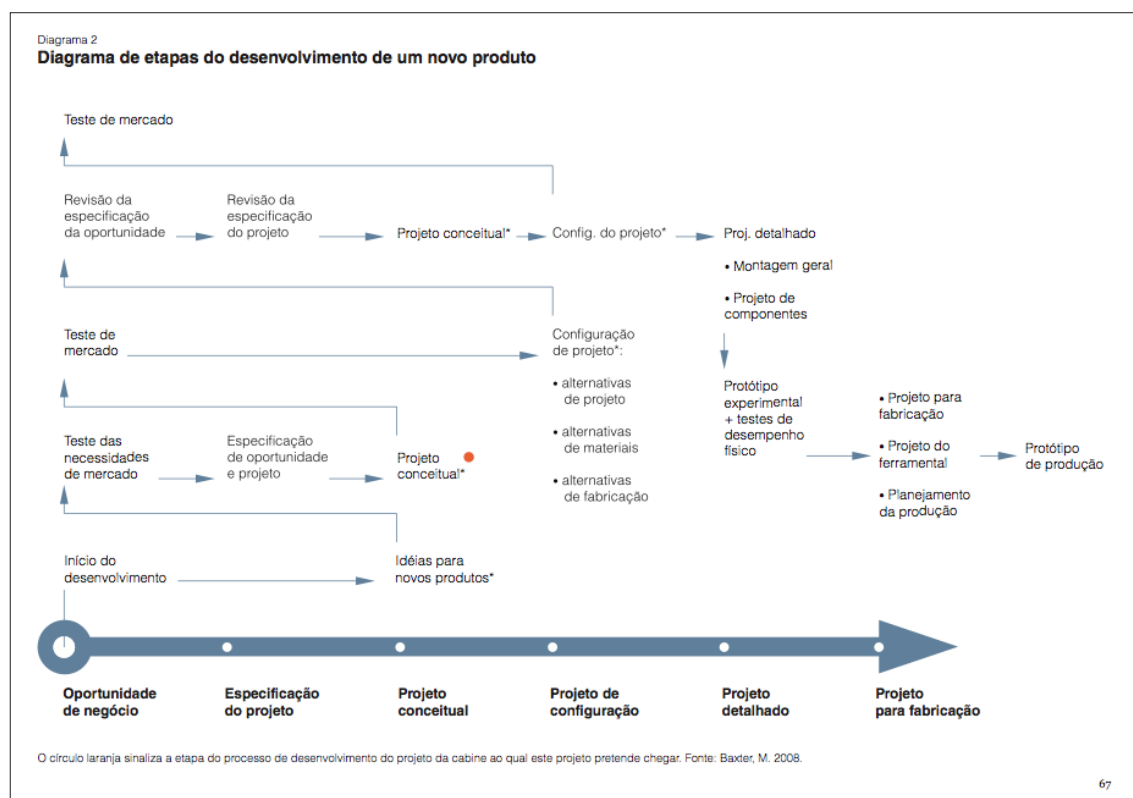 Diagrama 2
Diagrama de etapas do desenvolvimento de um novo produto
Teste de mercado
Revisão da
especificação
da oportunidade
Revisão da
especificação
do projeto
Projeto conceitual*
Config. do projeto*
Proj. detalhado
• Montagem geral
• Projeto de
componentes
Teste de
mercado
Configuração
de projeto*:
• alternativas
de projeto
• alternativas
de materiais
• alternativas
de fabricação
Protótipo
experimental
+ testes de
desempenho
físico
• Projeto para
fabricação
• Projeto do
ferramental
• Planejamento
da produção
Protótipo
de produção
Teste das
necessidades
de mercado
Especificação
de oportunidade
e projeto
Projeto
conceitual*
Início do
desenvolvimento
Idéias para
novos produtos*
Oportunidade
de negócio
Especificação
do projeto
Projeto
conceitual
Projeto de
configuração
Projeto
detalhado
Projeto
para fabricação
O círculo laranja sinaliza a etapa do processo de desenvolvimento do projeto da cabine ao qual este projeto pretende chegar. Fonte: Baxter, M. 2008.
67